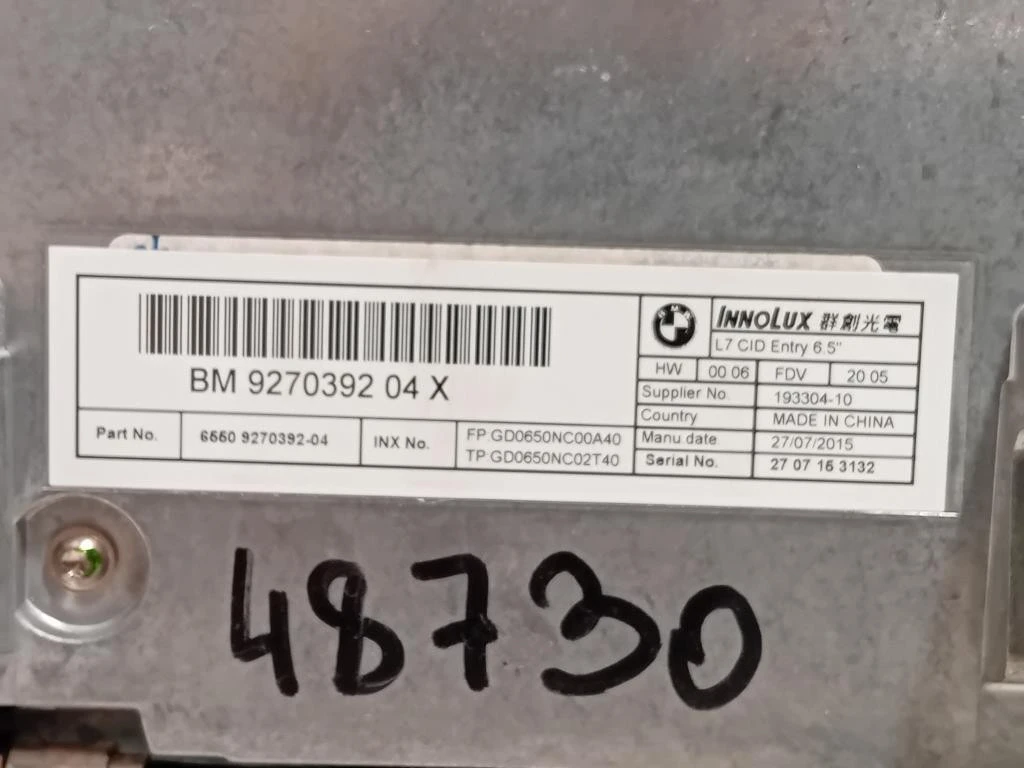 BM 9270392 04 X
Part No. 6550 9270392-04 INX No. FP:GD0650NC00A40
TP:GD0650NC02T40
BMW INNOLUX 群創光電
L7 CID Entry 6.5"
HW 00 06 FDV 20 05
Supplier No. 193304-10
Country MADE IN CHINA
Manu date 27/07/2015
Serial No. 27 07 15 3132
48730